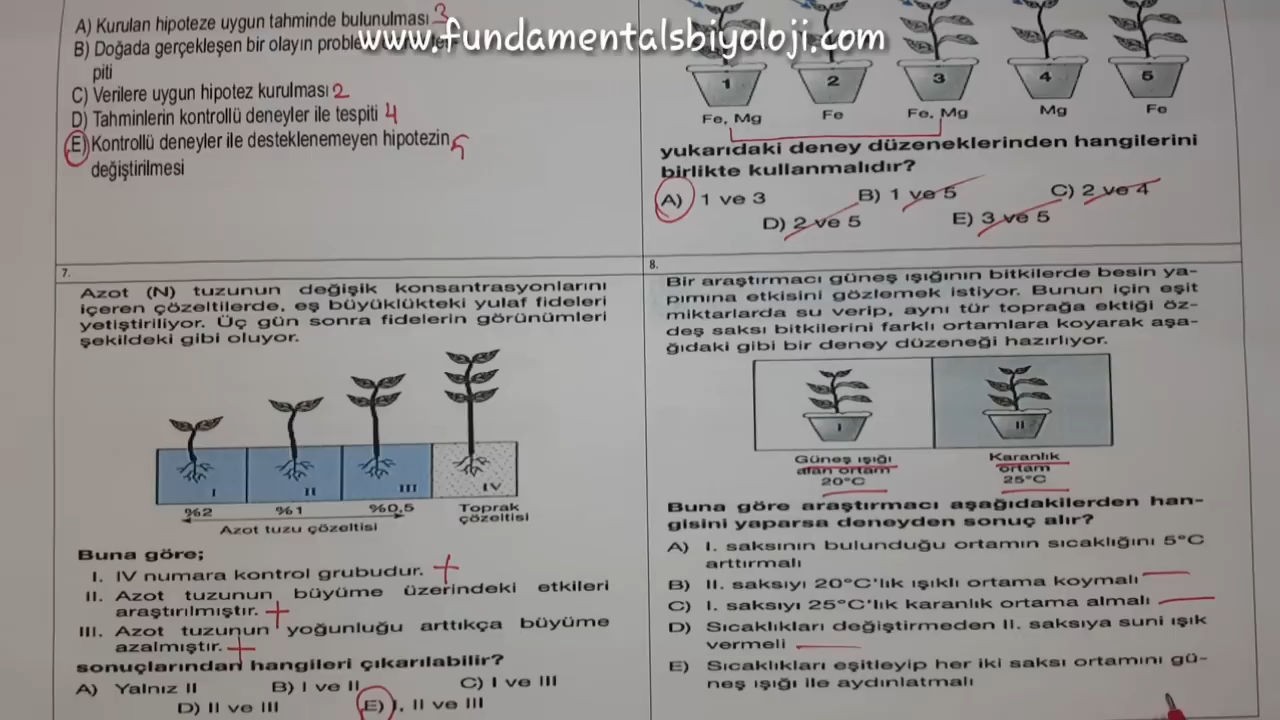 www.fundamentalsbiyoloji.com
A) Kurulan hipoteze uygun tahminde bulunulması 3
B) Doğada gerçekleşen bir olayın
piti
C) Verilere uygun hipotez kurulması 2
D) Tahminlerin kontrollü deneyler ile tespiti 4
E) Kontrollü deneyler ile desteklenemeyen hipotezin 5
değiştirilmesi
1 2 3 4 5
Fe, Mg Fe Fe, Mg Mg Fe
yukarıdaki deney düzeneklerinden hangilerini
birlikte kullanmalıdır?
A) 1 ve 3 B) 1 ve 5 C) 2 ve 4
D) 2 ve 5 E) 3 ve 5
7.
Azot (N) tuzunun değişik konsantrasyonlarını
içeren çözeltilerde, eş büyüklükteki yulaf fideleri
yetiştiriliyor. Üç gün sonra fidelerin görünümleri
şekildeki gibi oluyor.
I II III IV
%2 %1 %0,5 Toprak
çözeltisi
Azot tuzu çözeltisi
Buna göre;
I. IV numara kontrol grubudur. +
II. Azot tuzunun büyüme üzerindeki etkileri
araştırılmıştır. +
III. Azot tuzunun yoğunluğu arttıkça büyüme
azalmıştır. +
sonuçlarından hangileri çıkarılabilir?
A) Yalnız II B) I ve II C) I ve III
D) II ve III E) I, II ve III
8.
Bir araştırmacı güneş ışığının bitkilerde besin ya-
pımına etkisini gözlemek istiyor. Bunun için eşit
miktarlarda su verip, aynı tür toprağa ektiği öz-
deş saksı bitkilerini farklı ortamlara koyarak aşa-
ğıdaki gibi bir deney düzeneği hazırlıyor.
I II
Güneş ışığı Karanlık
alan ortam ortam
20°C 25°C
Buna göre araştırmacı aşağıdakilerden han-
gisini yaparsa deneyden sonuç alır?
A) I. saksının bulunduğu ortamın sıcaklığını 5°C
arttırmalı
B) II. saksıyı 20°C'lık ışıklı ortama koymalı
C) I. saksıyı 25°C'lık karanlık ortama almalı
D) Sıcaklıkları değiştirmeden II. saksıya suni ışık
vermeli
E) Sıcaklıkları eşitleyip her iki saksı ortamını gü-
neş ışığı ile aydınlatmalı